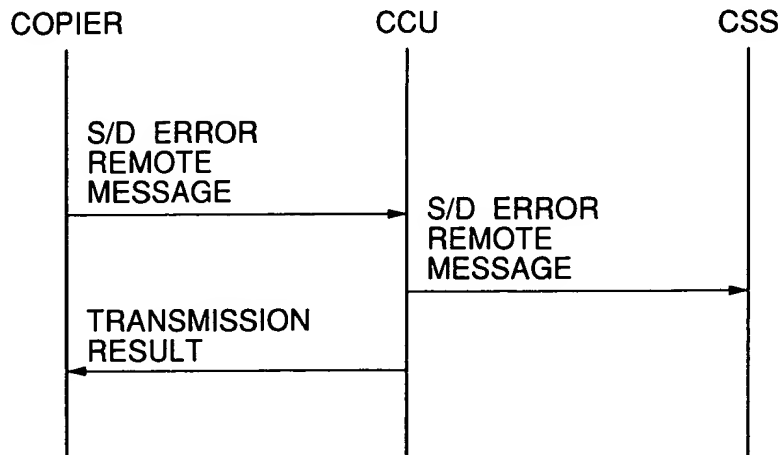 COPIER CCU CSS
S/D ERROR
REMOTE
MESSAGE
S/D ERROR
REMOTE
MESSAGE
TRANSMISSION
RESULT